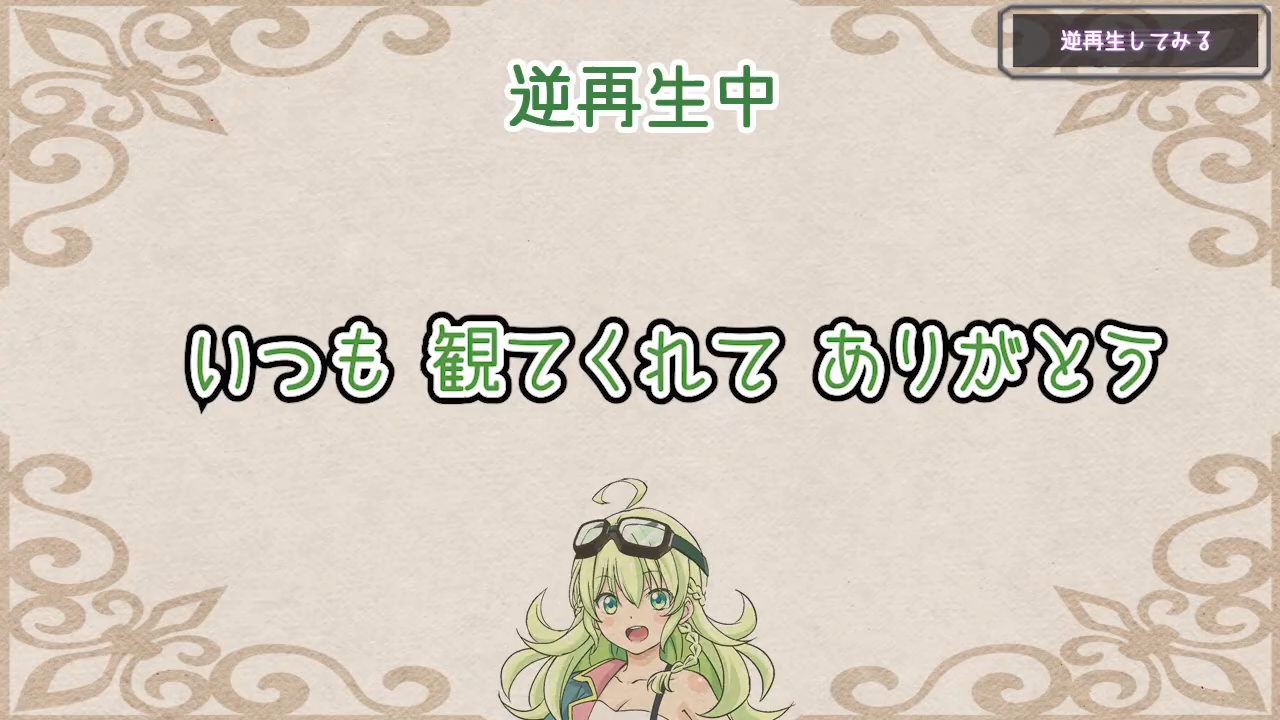 逆再生してみる
逆再生中
いつも 観てくれて ありがとう